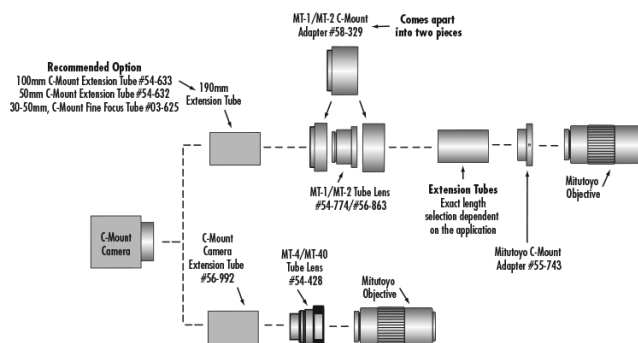 MT-1/MT-2 C-Mount
Adapter #58-329
Comes apart
into two pieces
Recommended Option
100mm C-Mount Extension Tube #54-633
50mm C-Mount Extension Tube #54-632
30-50mm, C-Mount Fine Focus Tube #03-625
190mm
Extension Tube
MT-1/MT-2 Tube Lens
#54-774/#56-863
Extension Tubes
Exact length
selection dependent
on the application
Mitutoyo
Objective
Mitutoyo C-Mount
Adapter #55-743
C-Mount
Camera
C-Mount
Camera
Extension Tube
#56-992
MT-4/MT-40
Tube Lens
#54-428
Mitutoyo
Objective